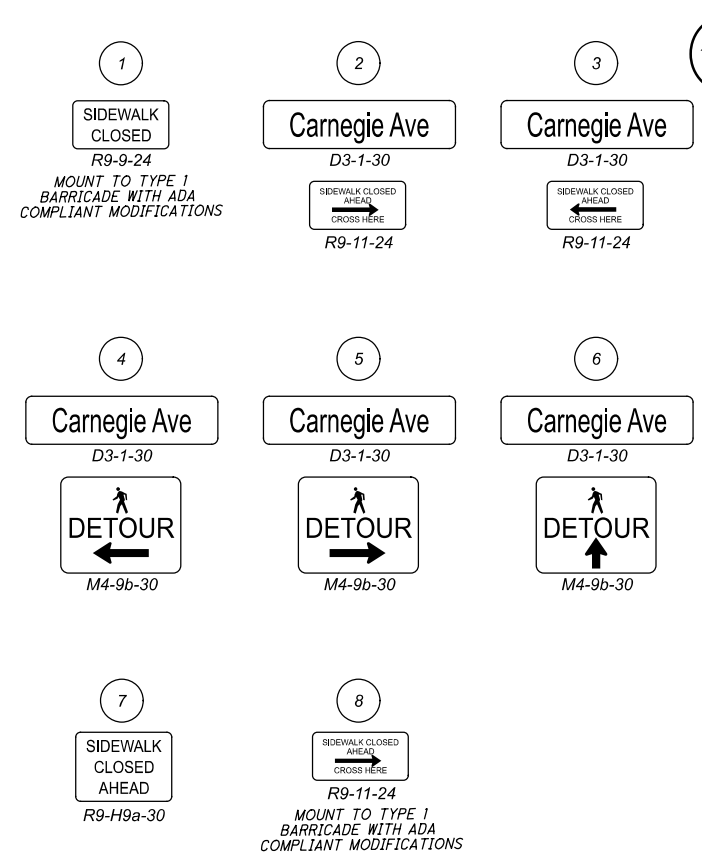 1
SIDEWALK
CLOSED
R9-9-24
MOUNT TO TYPE 1
BARRICADE WITH ADA
COMPLIANT MODIFICATIONS
2
Carnegie Ave
D3-1-30
SIDEWALK CLOSED
AHEAD
CROSS HERE
R9-11-24
3
Carnegie Ave
D3-1-30
SIDEWALK CLOSED
AHEAD
CROSS HERE
R9-11-24
4
Carnegie Ave
D3-1-30
DETOUR
M4-9b-30
5
Carnegie Ave
D3-1-30
DETOUR
M4-9b-30
6
Carnegie Ave
D3-1-30
DETOUR
M4-9b-30
7
SIDEWALK
CLOSED
AHEAD
R9-H9a-30
8
SIDEWALK CLOSED
AHEAD
CROSS HERE
R9-11-24
MOUNT TO TYPE 1
BARRICADE WITH ADA
COMPLIANT MODIFICATIONS